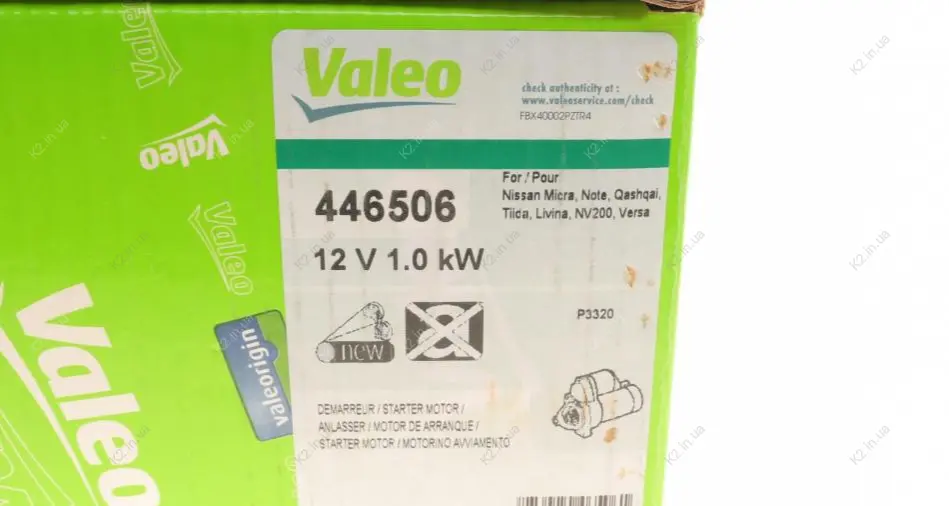 Valeo
check authenticity at :
www.valeoservice.com/check
FBX40002PZTR4
For / Pour
Nissan Micra, Note, Qashqai,
Tiida, Livina, NV200, Versa
446506
12 V 1.0 kW
P3320
new
a
DEMARREUR / STARTER MOTOR /
ANLASSER / MOTOR DE ARRANQUE /
STARTER MOTOR / MOTORINO AVVIAMENTO
Valeo
Valeo
Valeo
Valeo
valeorigin
K2.in.ua